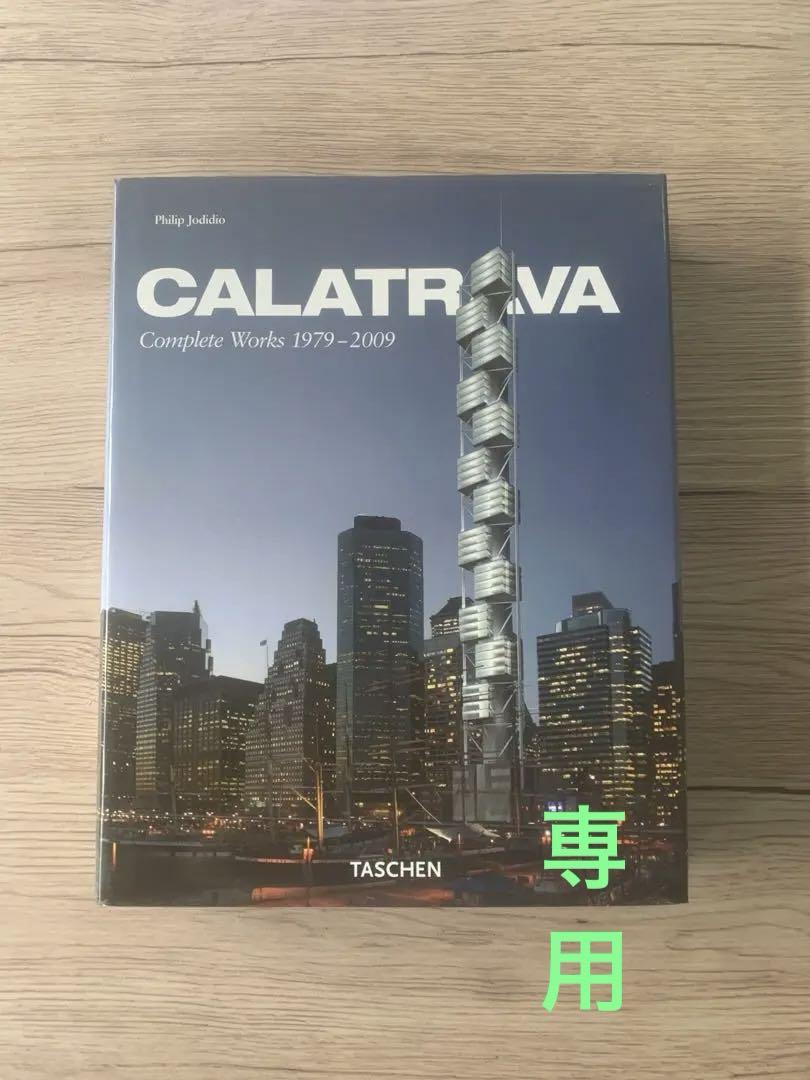 Philip Jodidio
CALATRAVA
Complete Works 1979–2009
TASCHEN
専
用